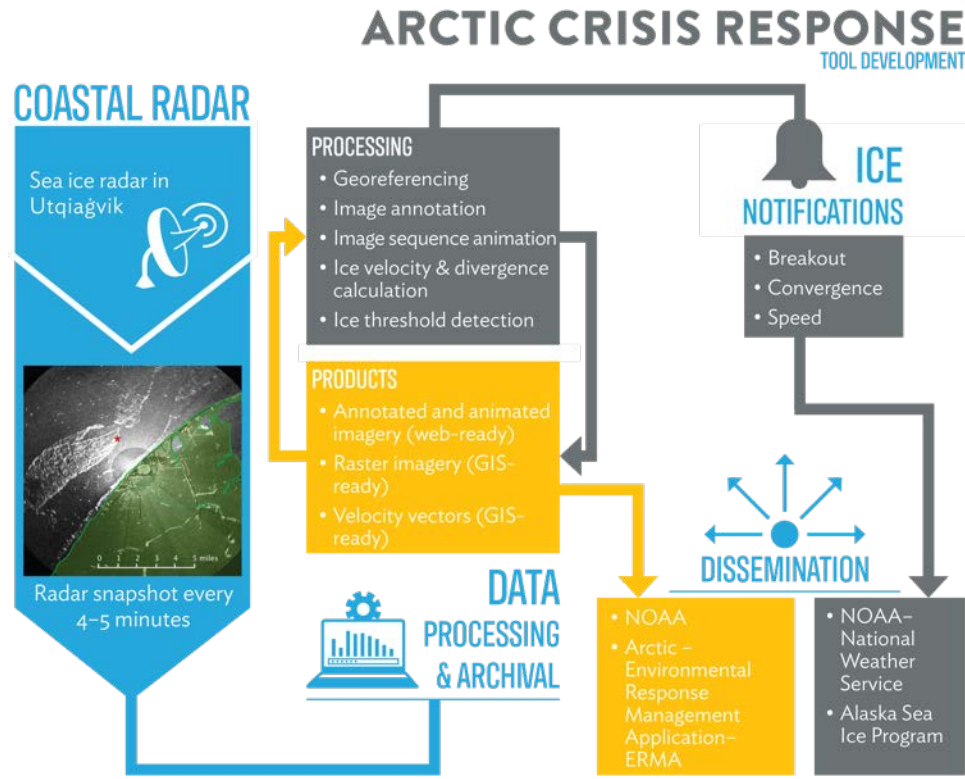 ARCTIC CRISIS RESPONSE
TOOL DEVELOPMENT
COASTAL RADAR
Sea ice radar in
Utqiaġvik
0 1 2 3 4 5 miles
Radar snapshot every
4–5 minutes
PROCESSING
• Georeferencing
• Image annotation
• Image sequence animation
• Ice velocity & divergence
calculation
• Ice threshold detection
PRODUCTS
• Annotated and animated
imagery (web-ready)
• Raster imagery (GIS-
ready)
• Velocity vectors (GIS-
ready)
DATA
PROCESSING
& ARCHIVAL
ICE
NOTIFICATIONS
• Breakout
• Convergence
• Speed
DISSEMINATION
• NOAA
• Arctic –
Environmental
Response
Management
Application–
ERMA
• NOAA–
National
Weather
Service
• Alaska Sea
Ice Program